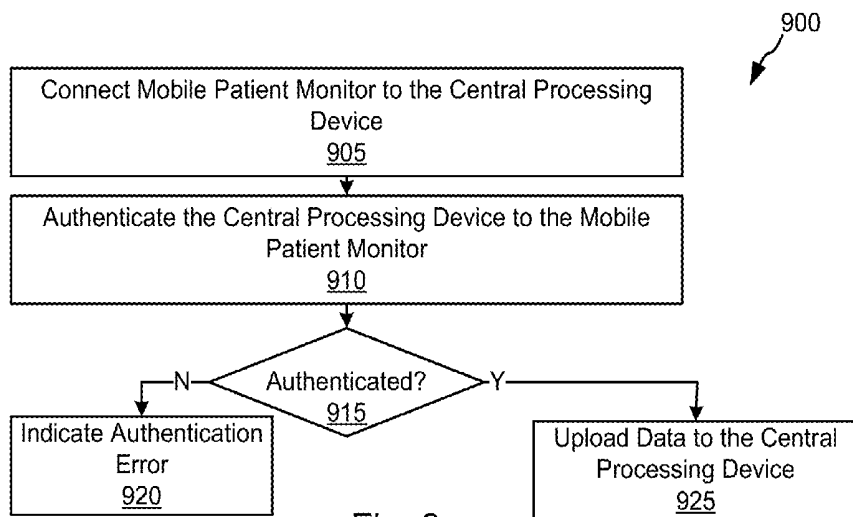 900
Connect Mobile Patient Monitor to the Central Processing
Device
905
Authenticate the Central Processing Device to the Mobile
Patient Monitor
910
N
Authenticated?
Y
915
Indicate Authentication
Error
920
Upload Data to the Central
Processing Device
925